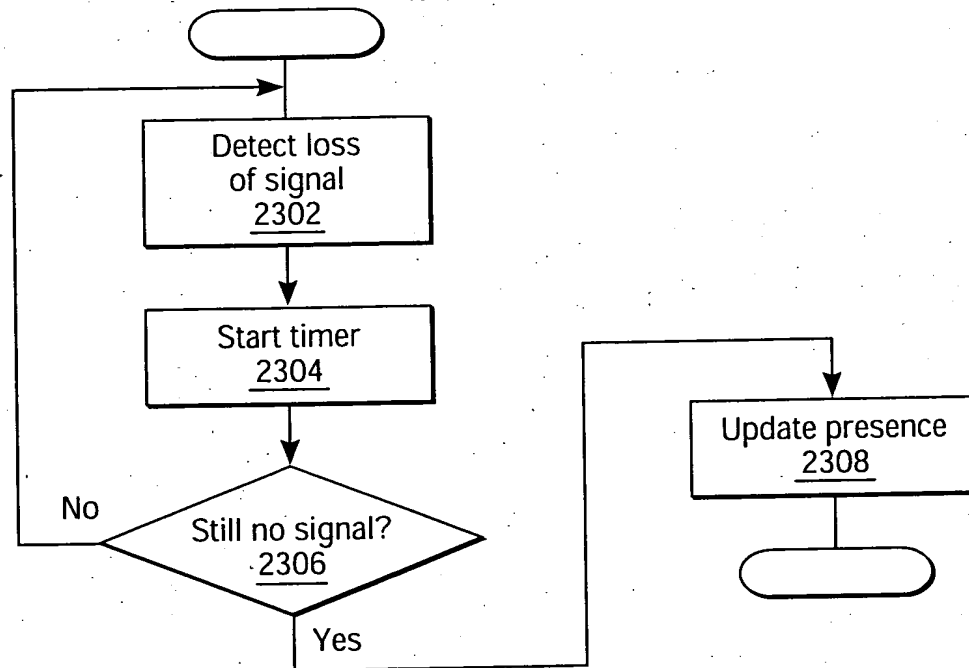 Detect loss
of signal
2302
Start timer
2304
Still no signal?
2306
No
Yes
Update presence
2308